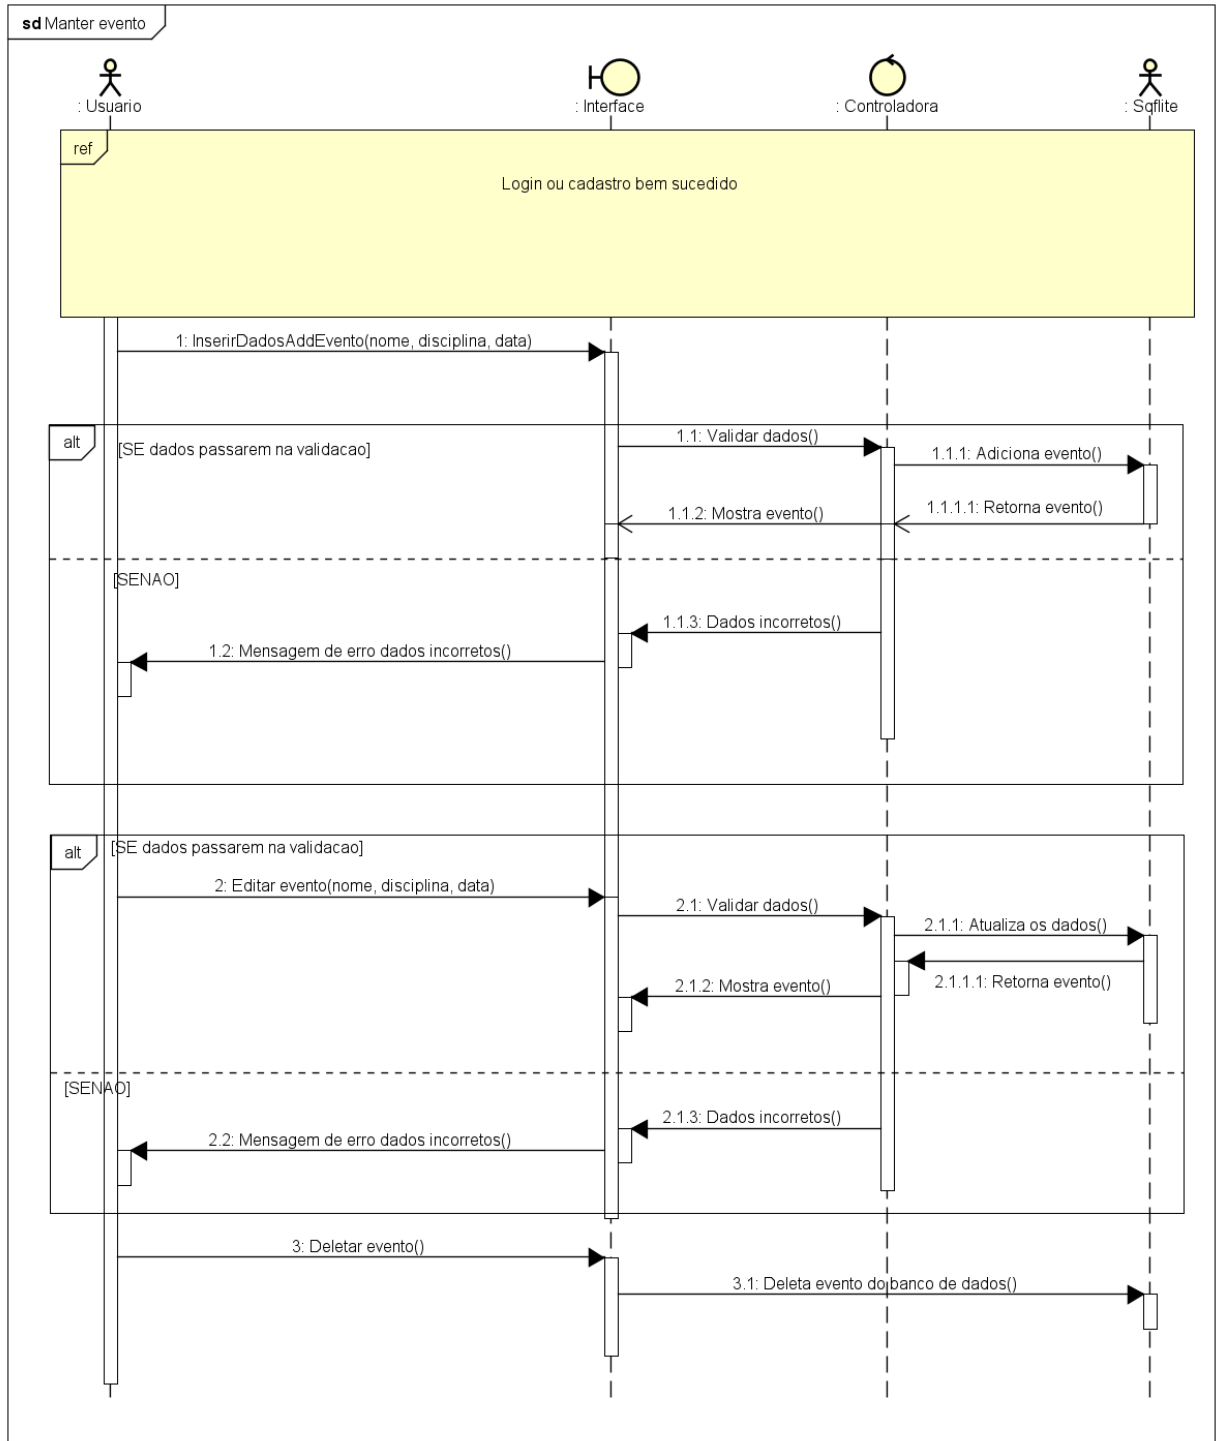 sd Manter evento
: Usuario
: Interface
: Controladora
: Sqflite
ref
Login ou cadastro bem sucedido
1: InserirDadosAddEvento(nome, disciplina, data)
alt
[SE dados passarem na validacao]
1.1: Validar dados()
1.1.1: Adiciona evento()
1.1.2: Mostra evento()
1.1.1.1: Retorna evento()
[SENAO]
1.1.3: Dados incorretos()
1.2: Mensagem de erro dados incorretos()
alt
[SE dados passarem na validacao]
2: Editar evento(nome, disciplina, data)
2.1: Validar dados()
2.1.1: Atualiza os dados()
2.1.2: Mostra evento()
2.1.1.1: Retorna evento()
[SENAO]
2.1.3: Dados incorretos()
2.2: Mensagem de erro dados incorretos()
3: Deletar evento()
3.1: Deleta evento do banco de dados()